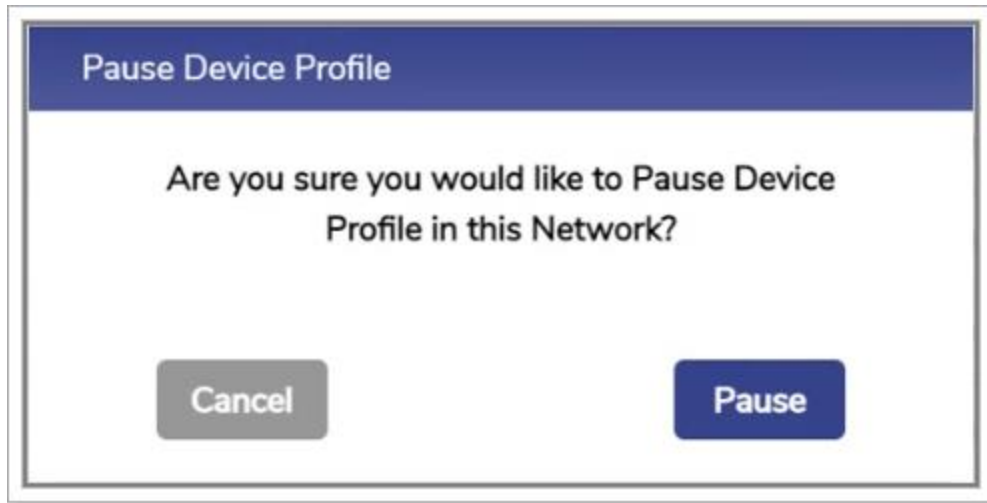 Pause Device Profile
Are you sure you would like to Pause Device
Profile in this Network?
Cancel
Pause